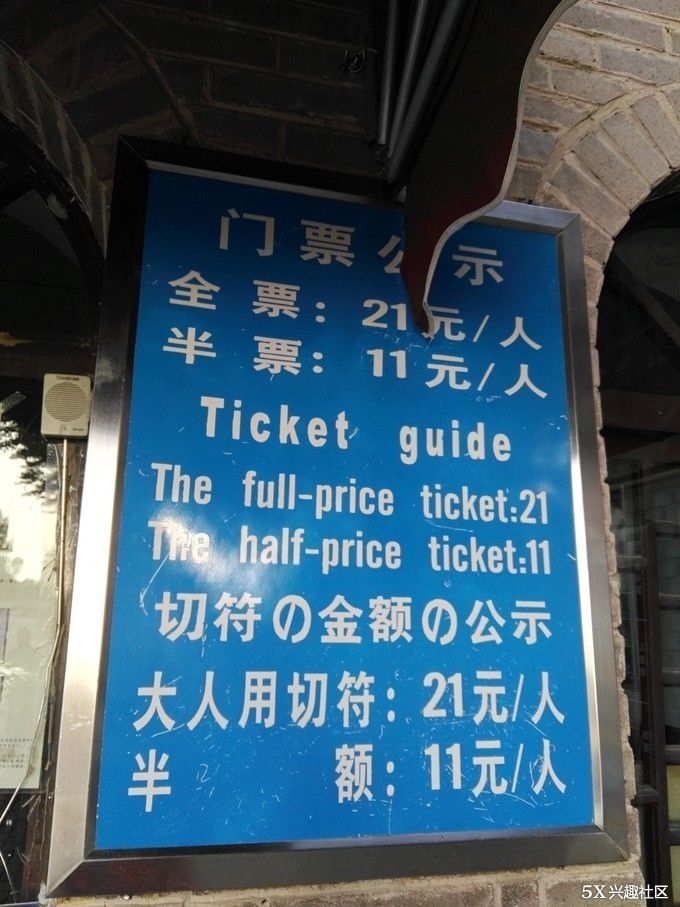 门票公示
全票：21元/人
半票：11元/人
Ticket guide
The full-price ticket:21
The half-price ticket:11
切符の金额の公示
大人用切符：21元/人
半额：11元/人
5X兴趣社区